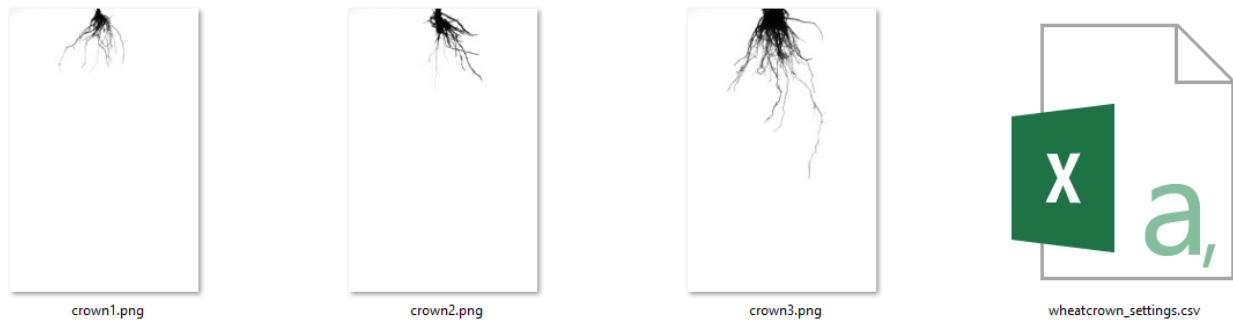 X
a,
crown1.png
crown2.png
crown3.png
wheatcrown_settings.csv